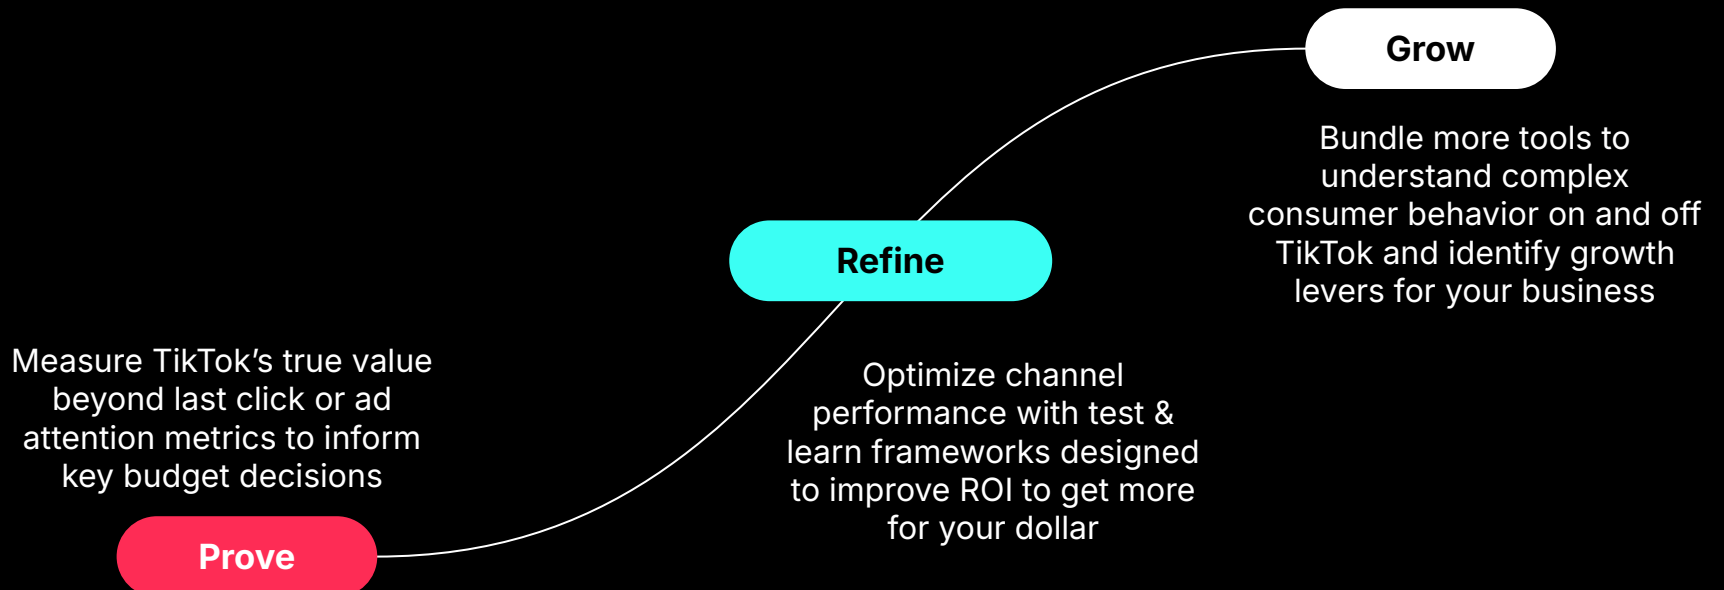 Grow
Bundle more tools to
understand complex
consumer behavior on and off
TikTok and identify growth
levers for your business
Refine
Optimize channel
performance with test &
learn frameworks designed
to improve ROI to get more
for your dollar
Measure TikTok’s true value
beyond last click or ad
attention metrics to inform
key budget decisions
Prove